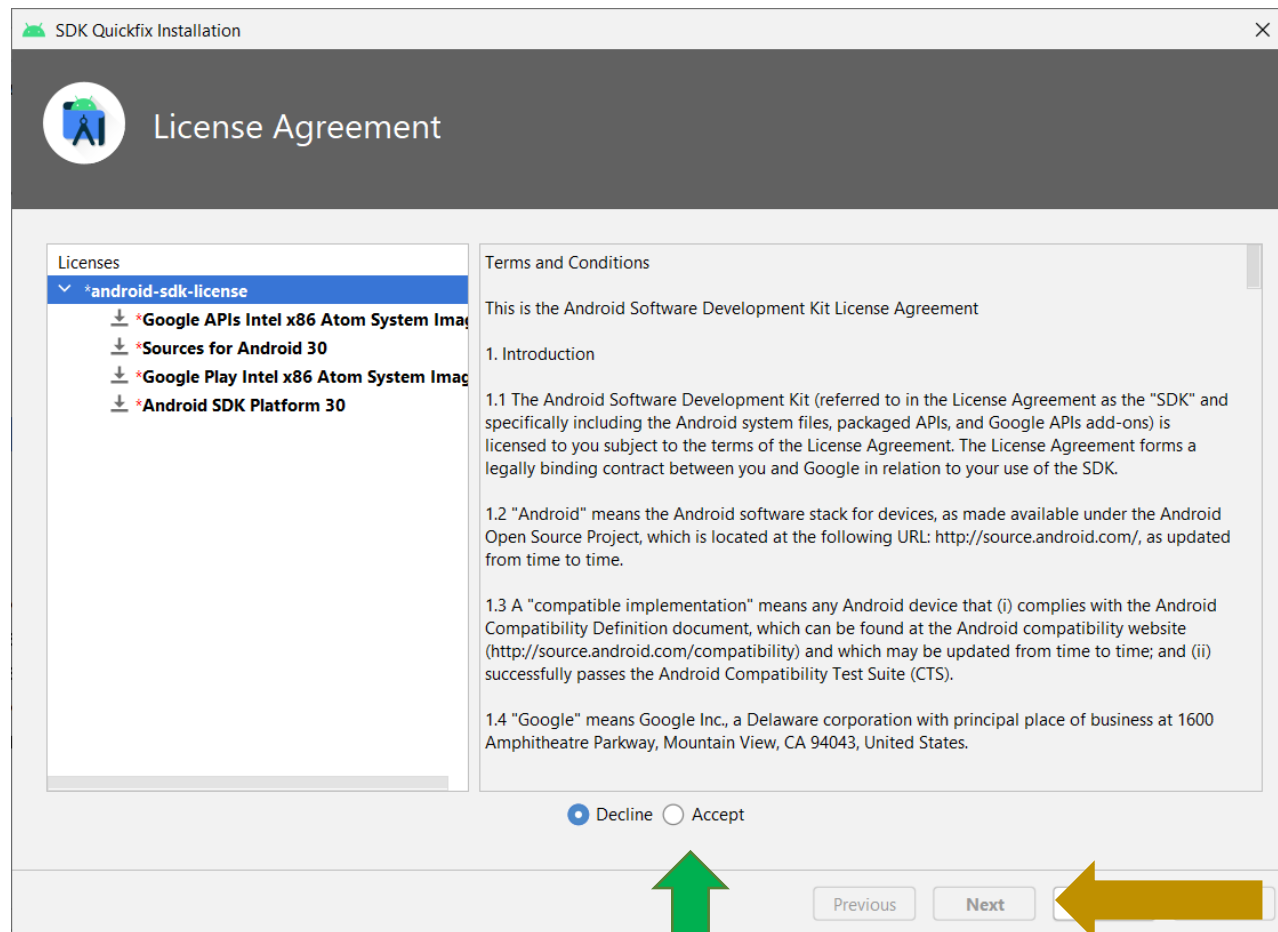 SDK Quickfix Installation
License Agreement
Licenses
*android-sdk-license
*Google APIs Intel x86 Atom System Imag
*Sources for Android 30
*Google Play Intel x86 Atom System Imag
*Android SDK Platform 30
Terms and Conditions
This is the Android Software Development Kit License Agreement
1. Introduction
1.1 The Android Software Development Kit (referred to in the License Agreement as the "SDK" and
specifically including the Android system files, packaged APIs, and Google APIs add-ons) is
licensed to you subject to the terms of the License Agreement. The License Agreement forms a
legally binding contract between you and Google in relation to your use of the SDK.
1.2 "Android" means the Android software stack for devices, as made available under the Android
Open Source Project, which is located at the following URL: http://source.android.com/, as updated
from time to time.
1.3 A "compatible implementation" means any Android device that (i) complies with the Android
Compatibility Definition document, which can be found at the Android compatibility website
(http://source.android.com/compatibility) and which may be updated from time to time; and (ii)
successfully passes the Android Compatibility Test Suite (CTS).
1.4 "Google" means Google Inc., a Delaware corporation with principal place of business at 1600
Amphitheatre Parkway, Mountain View, CA 94043, United States.
Decline Accept
Previous Next